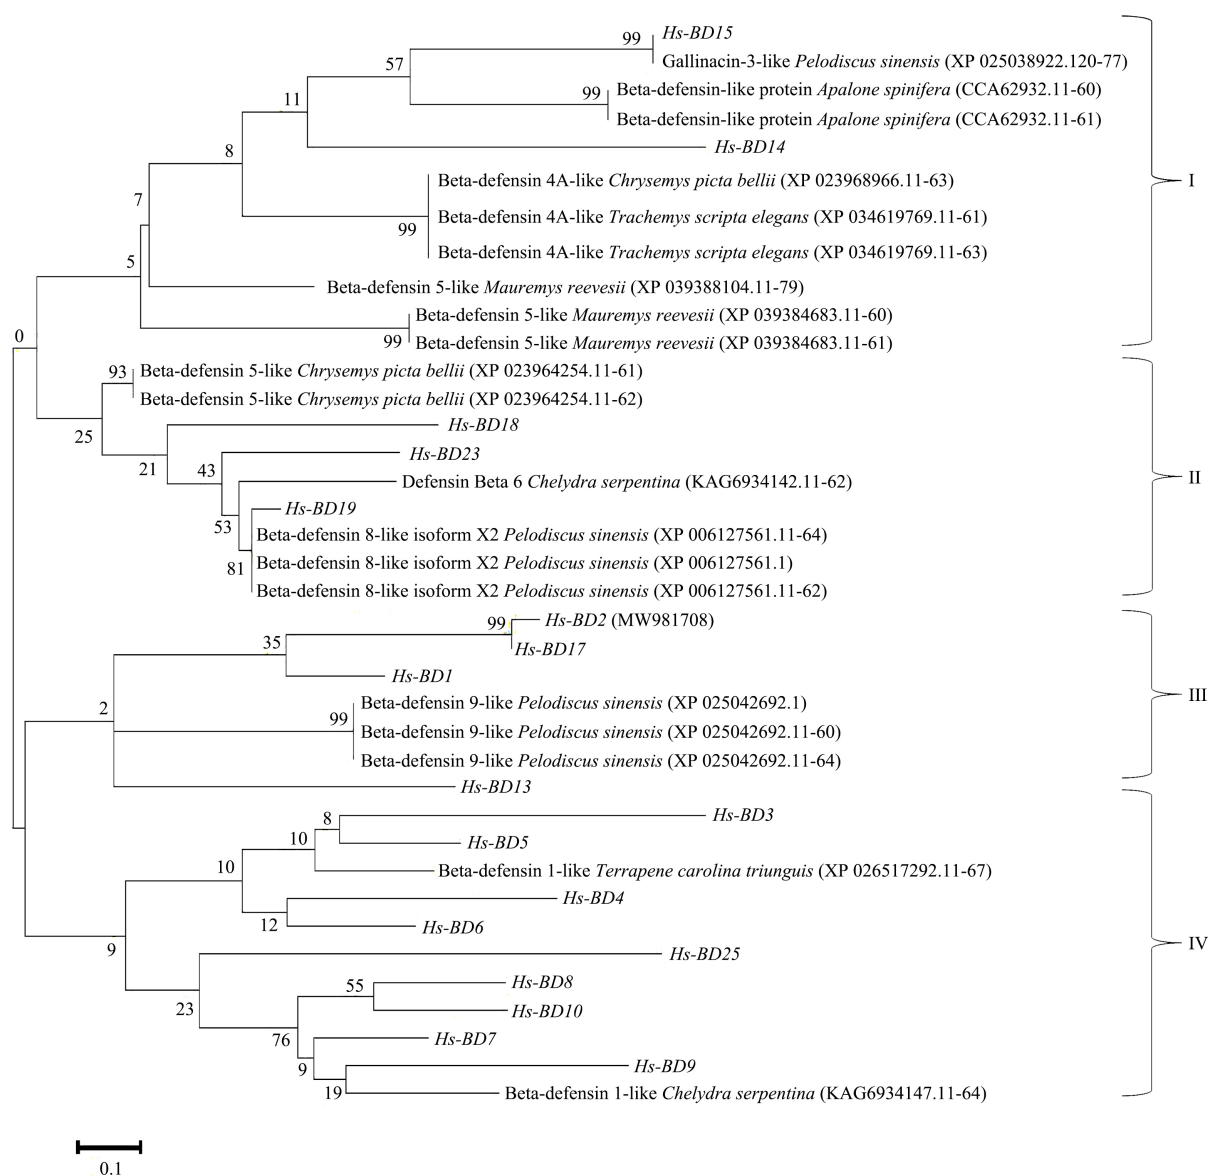 Hs-BD15
99
Gallinacin-3-like Pelodiscus sinensis (XP 025038922.120-77)
57
Beta-defensin-like protein Apalone spinifera (CCA62932.11-60)
99
11
Beta-defensin-like protein Apalone spinifera (CCA62932.11-61)
Hs-BD14
8
Beta-defensin 4A-like Chrysemys picta bellii (XP 023968966.11-63)
I
7
Beta-defensin 4A-like Trachemys scripta elegans (XP 034619769.11-61)
99
Beta-defensin 4A-like Trachemys scripta elegans (XP 034619769.11-63)
5
Beta-defensin 5-like Mauremys reevesii (XP 039388104.11-79)
Beta-defensin 5-like Mauremys reevesii (XP 039384683.11-60)
0
99
Beta-defensin 5-like Mauremys reevesii (XP 039384683.11-61)
93
Beta-defensin 5-like Chrysemys picta bellii (XP 023964254.11-61)
Beta-defensin 5-like Chrysemys picta bellii (XP 023964254.11-62)
Hs-BD18
25
Hs-BD23
21
43
Defensin Beta 6 Chelydra serpentina (KAG6934142.11-62)
II
Hs-BD19
53
Beta-defensin 8-like isoform X2 Pelodiscus sinensis (XP 006127561.11-64)
Beta-defensin 8-like isoform X2 Pelodiscus sinensis (XP 006127561.1)
81
Beta-defensin 8-like isoform X2 Pelodiscus sinensis (XP 006127561.11-62)
99
Hs-BD2 (MW981708)
35
Hs-BD17
Hs-BD1
III
Beta-defensin 9-like Pelodiscus sinensis (XP 025042692.1)
2
99
Beta-defensin 9-like Pelodiscus sinensis (XP 025042692.11-60)
Beta-defensin 9-like Pelodiscus sinensis (XP 025042692.11-64)
Hs-BD13
8
Hs-BD3
10
Hs-BD5
10
Beta-defensin 1-like Terrapene carolina triunguis (XP 026517292.11-67)
Hs-BD4
12
Hs-BD6
9
IV
Hs-BD25
Hs-BD8
55
23
Hs-BD10
76
Hs-BD7
9
Hs-BD9
19
Beta-defensin 1-like Chelydra serpentina (KAG6934147.11-64)
0.1